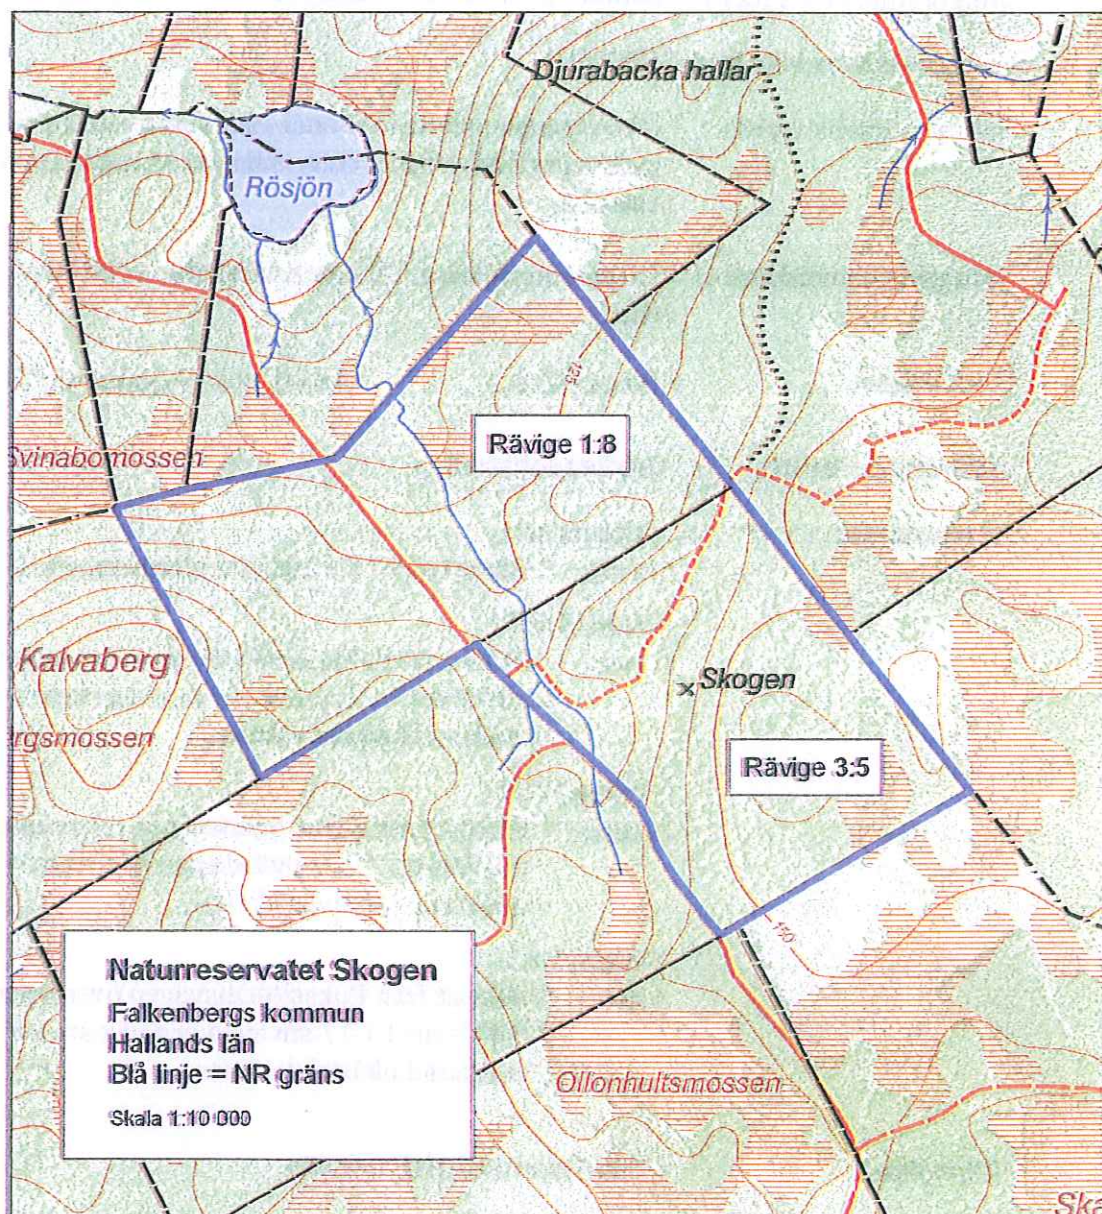 Djurabacka hallar
Rösjön
125
Rävige 1:8
Svinabomossen
Kalvaberg
rgsmossen
Skogen
Rävige 3:5
150
Naturreservatet Skogen
Falkenbergs kommun
Hallands län
Blå linje = NR gräns
Skala 1:10 000
Ollonhultsmossen
Ska